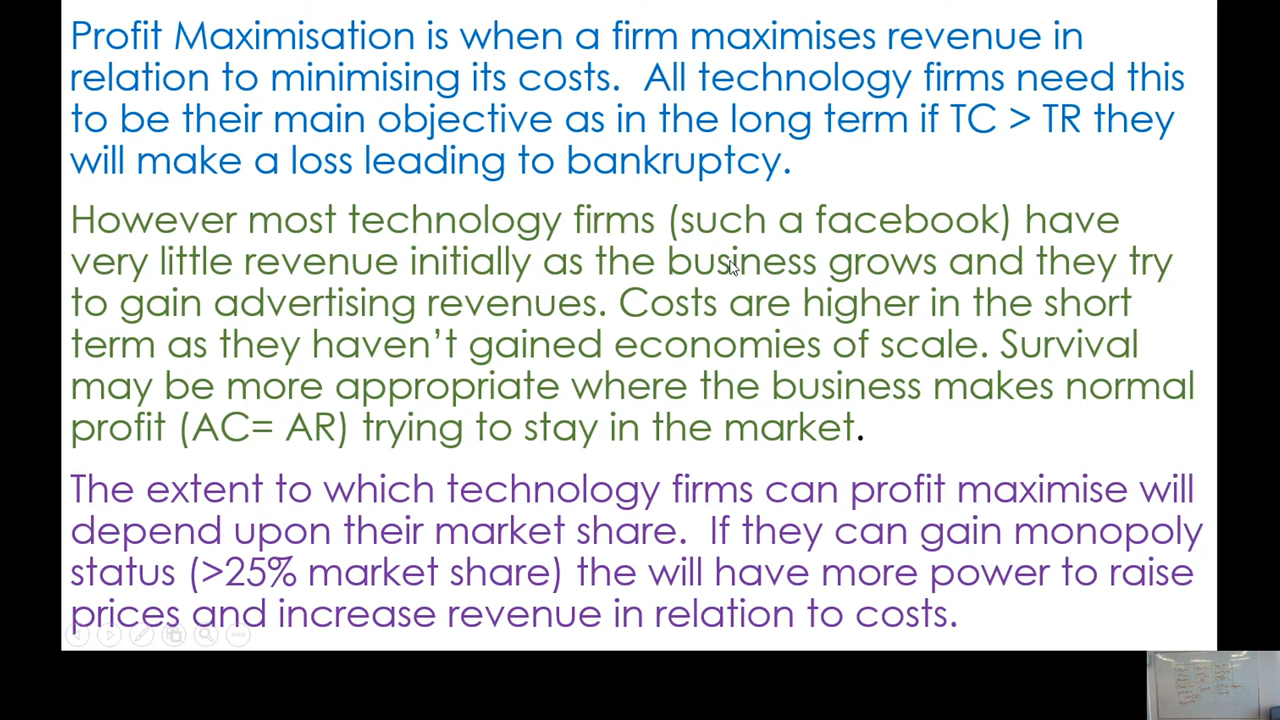 Profit Maximisation is when a firm maximises revenue in
relation to minimising its costs.  All technology firms need this
to be their main objective as in the long term if TC > TR they
will make a loss leading to bankruptcy.
However most technology firms (such a facebook) have
very little revenue initially as the business grows and they try
to gain advertising revenues. Costs are higher in the short
term as they haven’t gained economies of scale. Survival
may be more appropriate where the business makes normal
profit (AC= AR) trying to stay in the market.
The extent to which technology firms can profit maximise will
depend upon their market share.  If they can gain monopoly
status (>25% market share) the will have more power to raise
prices and increase revenue in relation to costs.